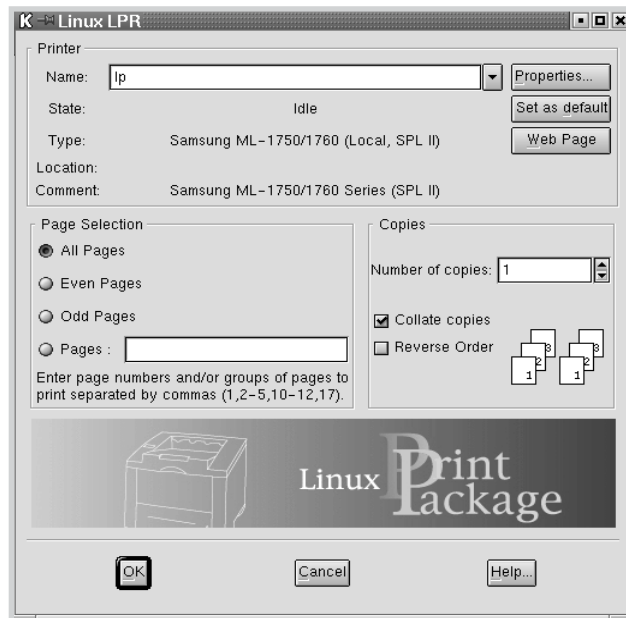 Linux LPR
Printer
Name: lp Properties...
State: Idle Set as default
Type: Samsung ML-1750/1760 (Local, SPL II) Web Page
Location:
Comment: Samsung ML-1750/1760 Series (SPL II)
Page Selection
All Pages
Even Pages
Odd Pages
Pages :
Enter page numbers and/or groups of pages to
print separated by commas (1,2-5,10-12,17).
Copies
Number of copies: 1
Collate copies
Reverse Order
3 3
2 2
1 1
Linux Print
Package
OK Cancel Help...